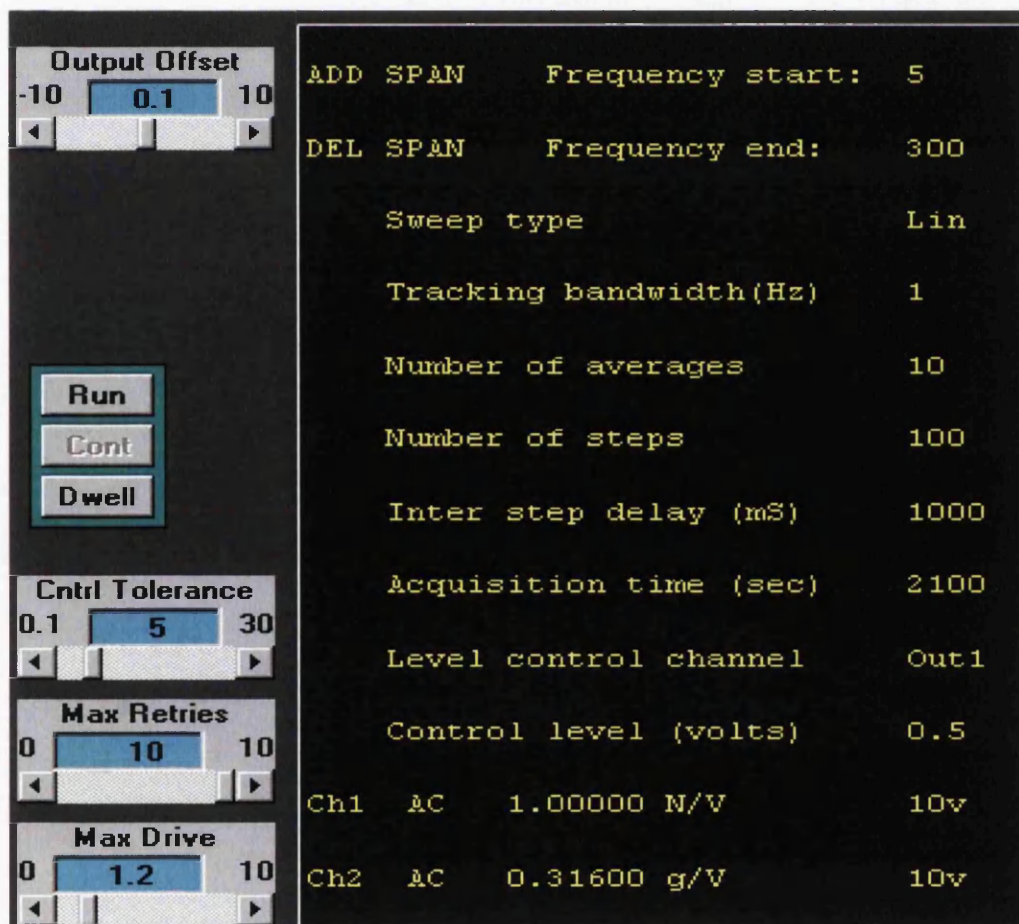 Output Offset
-10 0.1 10
Run
Cont
Dwell
Cntrl Tolerance
0.1 5 30
Max Retries
0 10 10
Max Drive
0 1.2 10
ADD SPAN Frequency start: 5
DEL SPAN Frequency end: 300
Sweep type Lin
Tracking bandwidth(Hz) 1
Number of averages 10
Number of steps 100
Inter step delay (mS) 1000
Acquisition time (sec) 2100
Level control channel Out1
Control level (volts) 0.5
Ch1 AC 1.00000 N/V 10v
Ch2 AC 0.31600 g/V 10v